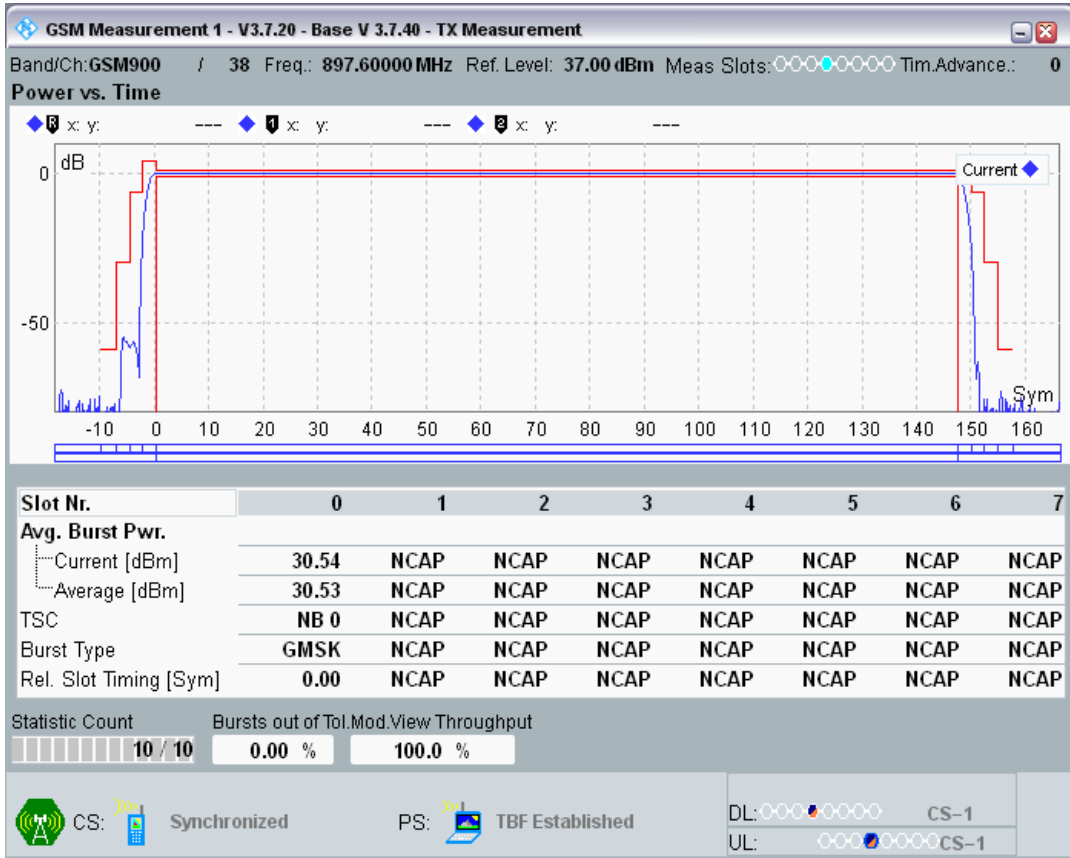 GSM Measurement 1 - V3.7.20 - Base V 3.7.40 - TX Measurement
Band/Ch:GSM900 / 38 Freq.: 897.60000 MHz Ref. Level: 37.00 dBm Meas Slots: Tim.Advance.: 0
Power vs. Time
R x: y: --- 1 x: y: --- 2 x: y: ---
dB
Current
0
-50
Sym
-10 0 10 20 30 40 50 60 70 80 90 100 110 120 130 140 150 160
Slot Nr. 0 1 2 3 4 5 6 7
Avg. Burst Pwr.
Current [dBm] 30.54 NCAP NCAP NCAP NCAP NCAP NCAP NCAP
Average [dBm] 30.53 NCAP NCAP NCAP NCAP NCAP NCAP NCAP
TSC NB 0 NCAP NCAP NCAP NCAP NCAP NCAP NCAP
Burst Type GMSK NCAP NCAP NCAP NCAP NCAP NCAP NCAP
Rel. Slot Timing [Sym] 0.00 NCAP NCAP NCAP NCAP NCAP NCAP NCAP
Statistic Count Bursts out of Tol.Mod.View Throughput
10 / 10 0.00 % 100.0 %
CS: Synchronized PS: TBF Established DL: CS-1
UL: CS-1